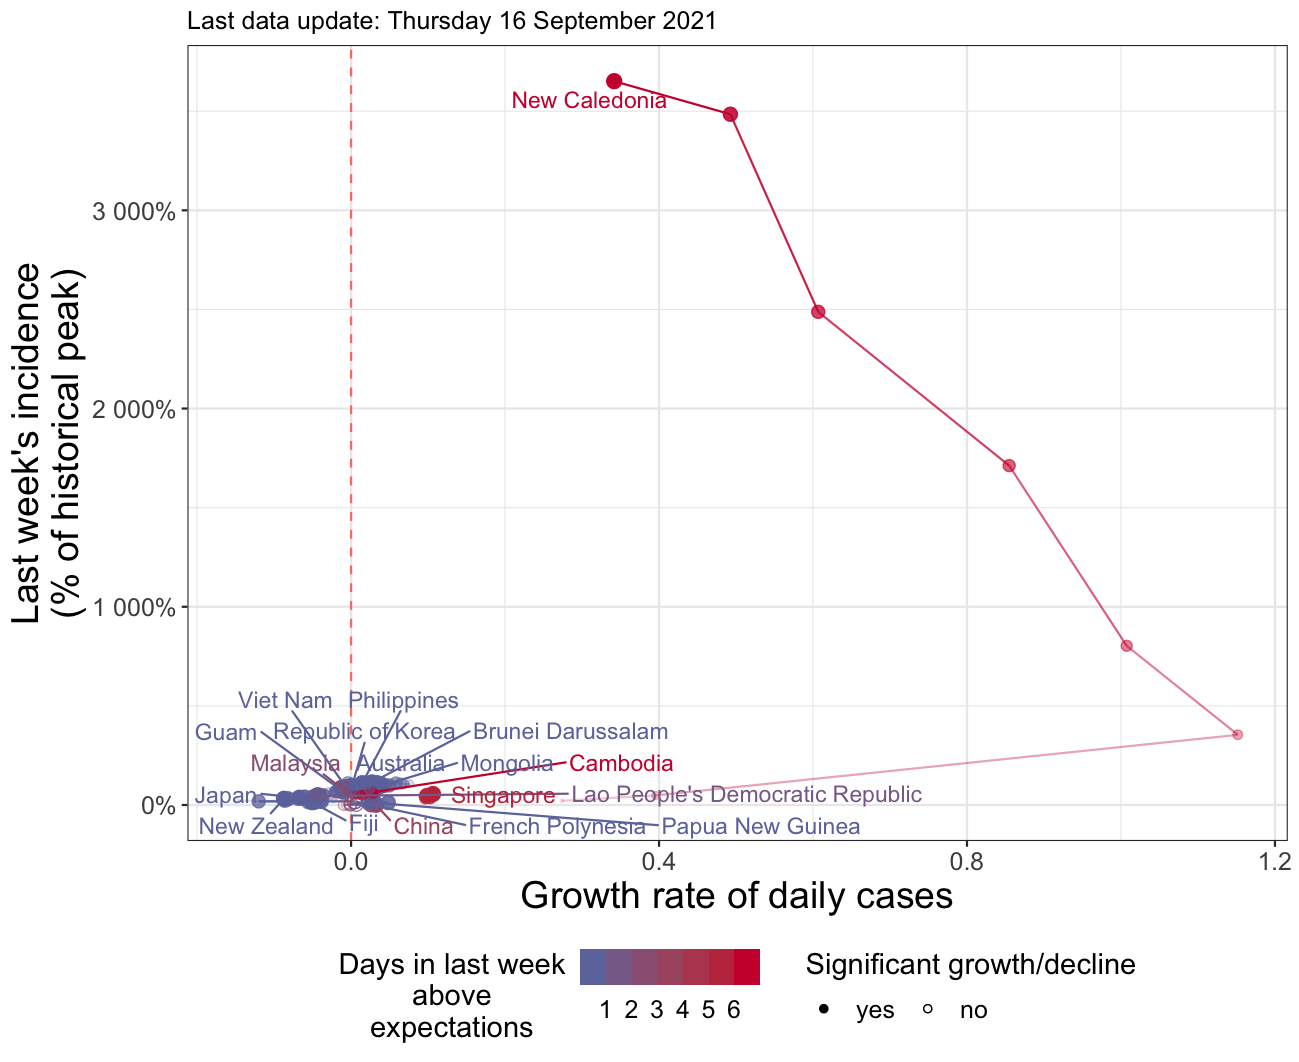 Last data update: Thursday 16 September 2021
New Caledonia
3 000%
2 000%
1 000%
0%
Last week's incidence
(% of historical peak)
Viet Nam
Philippines
Guam
Republic of Korea
Brunei Darussalam
Malaysia
Australia
Mongolia
Cambodia
Japan
Singapore
Lao People's Democratic Republic
New Zealand
Fiji
China
French Polynesia
Papua New Guinea
0.0
0.4
0.8
1.2
Growth rate of daily cases
Days in last week
above
expectations
1 2 3 4 5 6
Significant growth/decline
yes
no